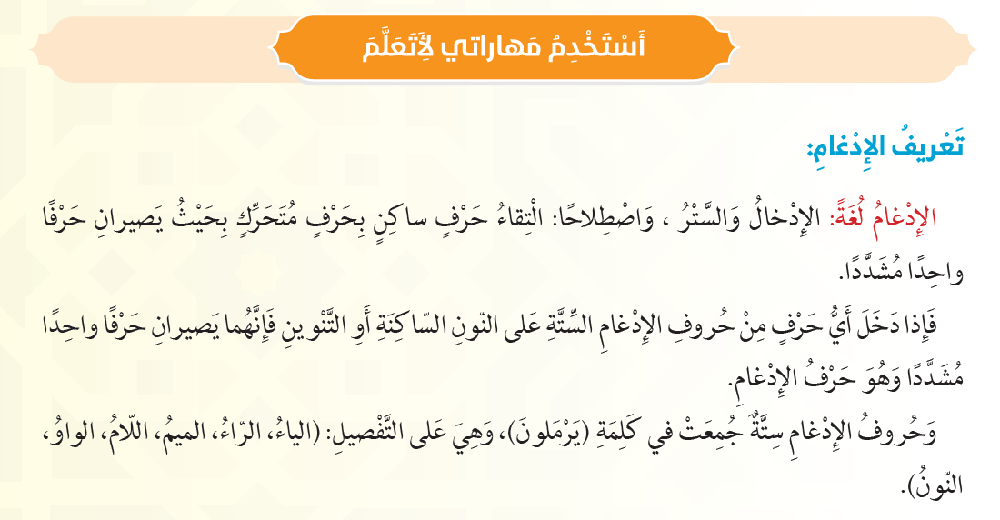 أَسْتَخْدِمُ مَهاراتي لِأَتَعَلَّمَ
تَعْريفُ الإِدْغامِ:
الإِدْغامُ لُغَةً: الإِدْخالُ وَالسَّتْرُ ، وَاصْطِلاحًا: الْتِقاءُ حَرْفٍ ساكِنٍ بِحَرْفٍ مُتَحَرِّكٍ بِحَيْثُ يَصيرانِ حَرْفًا
واحِدًا مُشَدَّدًا.
فَإِذا دَخَلَ أَيُّ حَرْفٍ مِنْ حُروفِ الإِدْغامِ السِّتَّةِ عَلى النّونِ السّاكِنَةِ أَوِ التَّنْوينِ فَإِنَّهُما يَصيرانِ حَرْفًا واحِدًا
مُشَدَّدًا وَهُوَ حَرْفُ الإِدْغامِ.
وَحُروفُ الإِدْغامِ سِتَّةٌ جُمِعَتْ في كَلِمَةِ (يَرْمَلونَ)، وَهِيَ عَلى التَّفْصيلِ: (الياءُ، الرّاءُ، الميمُ، اللّامُ، الواوُ،
النّونُ).